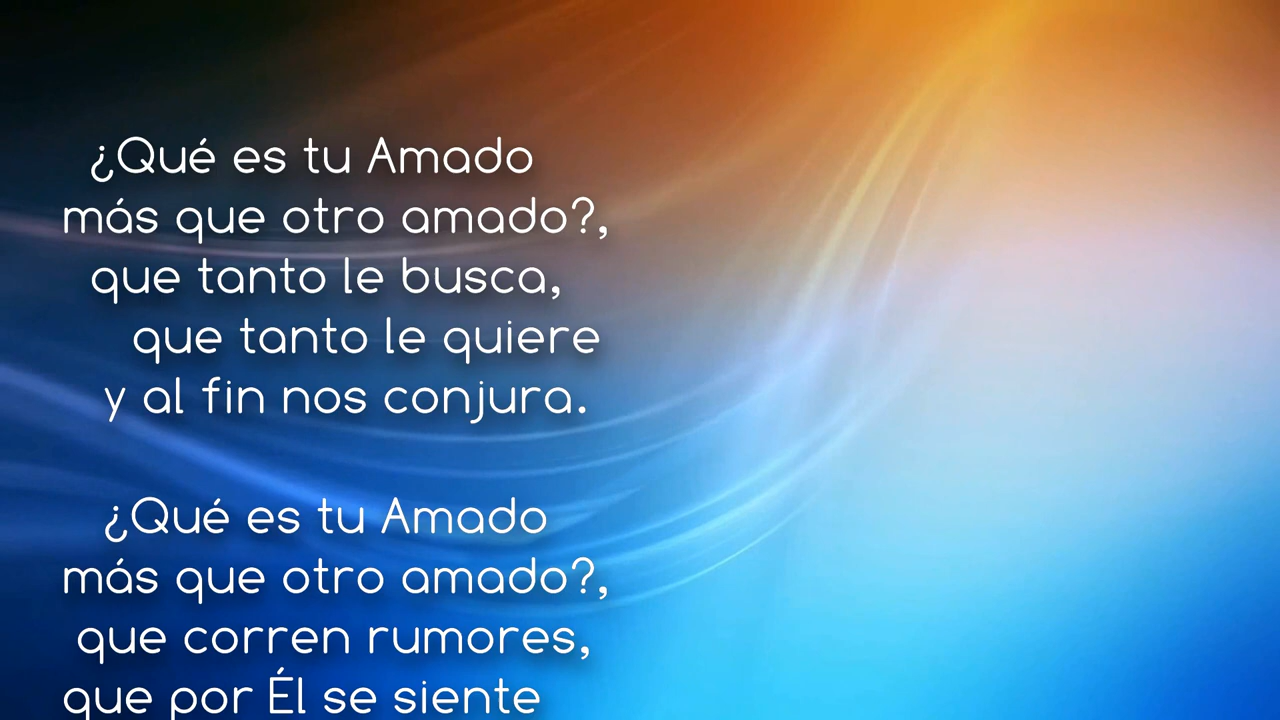 ¿Qué es tu Amado
más que otro amado?,
que tanto le busca,
que tanto le quiere
y al fin nos conjura.
¿Qué es tu Amado
más que otro amado?,
que corren rumores,
que por Él se siente